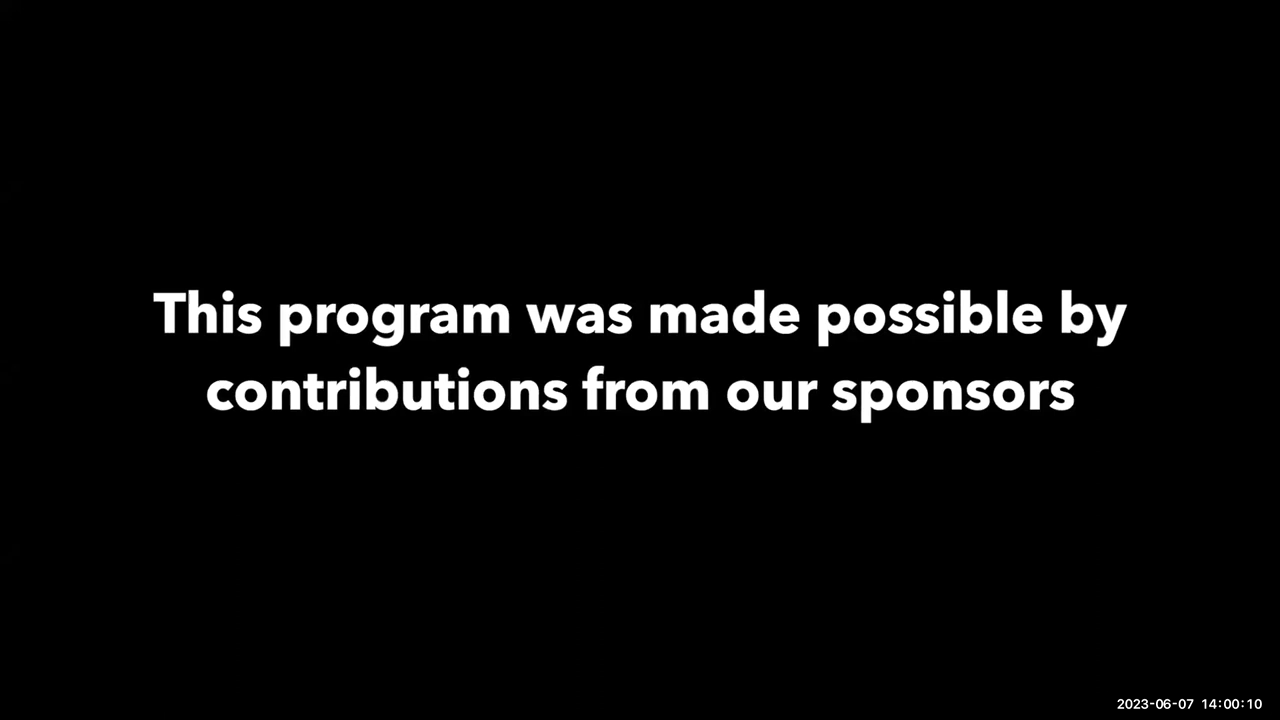 This program was made possible by
contributions from our sponsors
2023-06-07 14:00:10